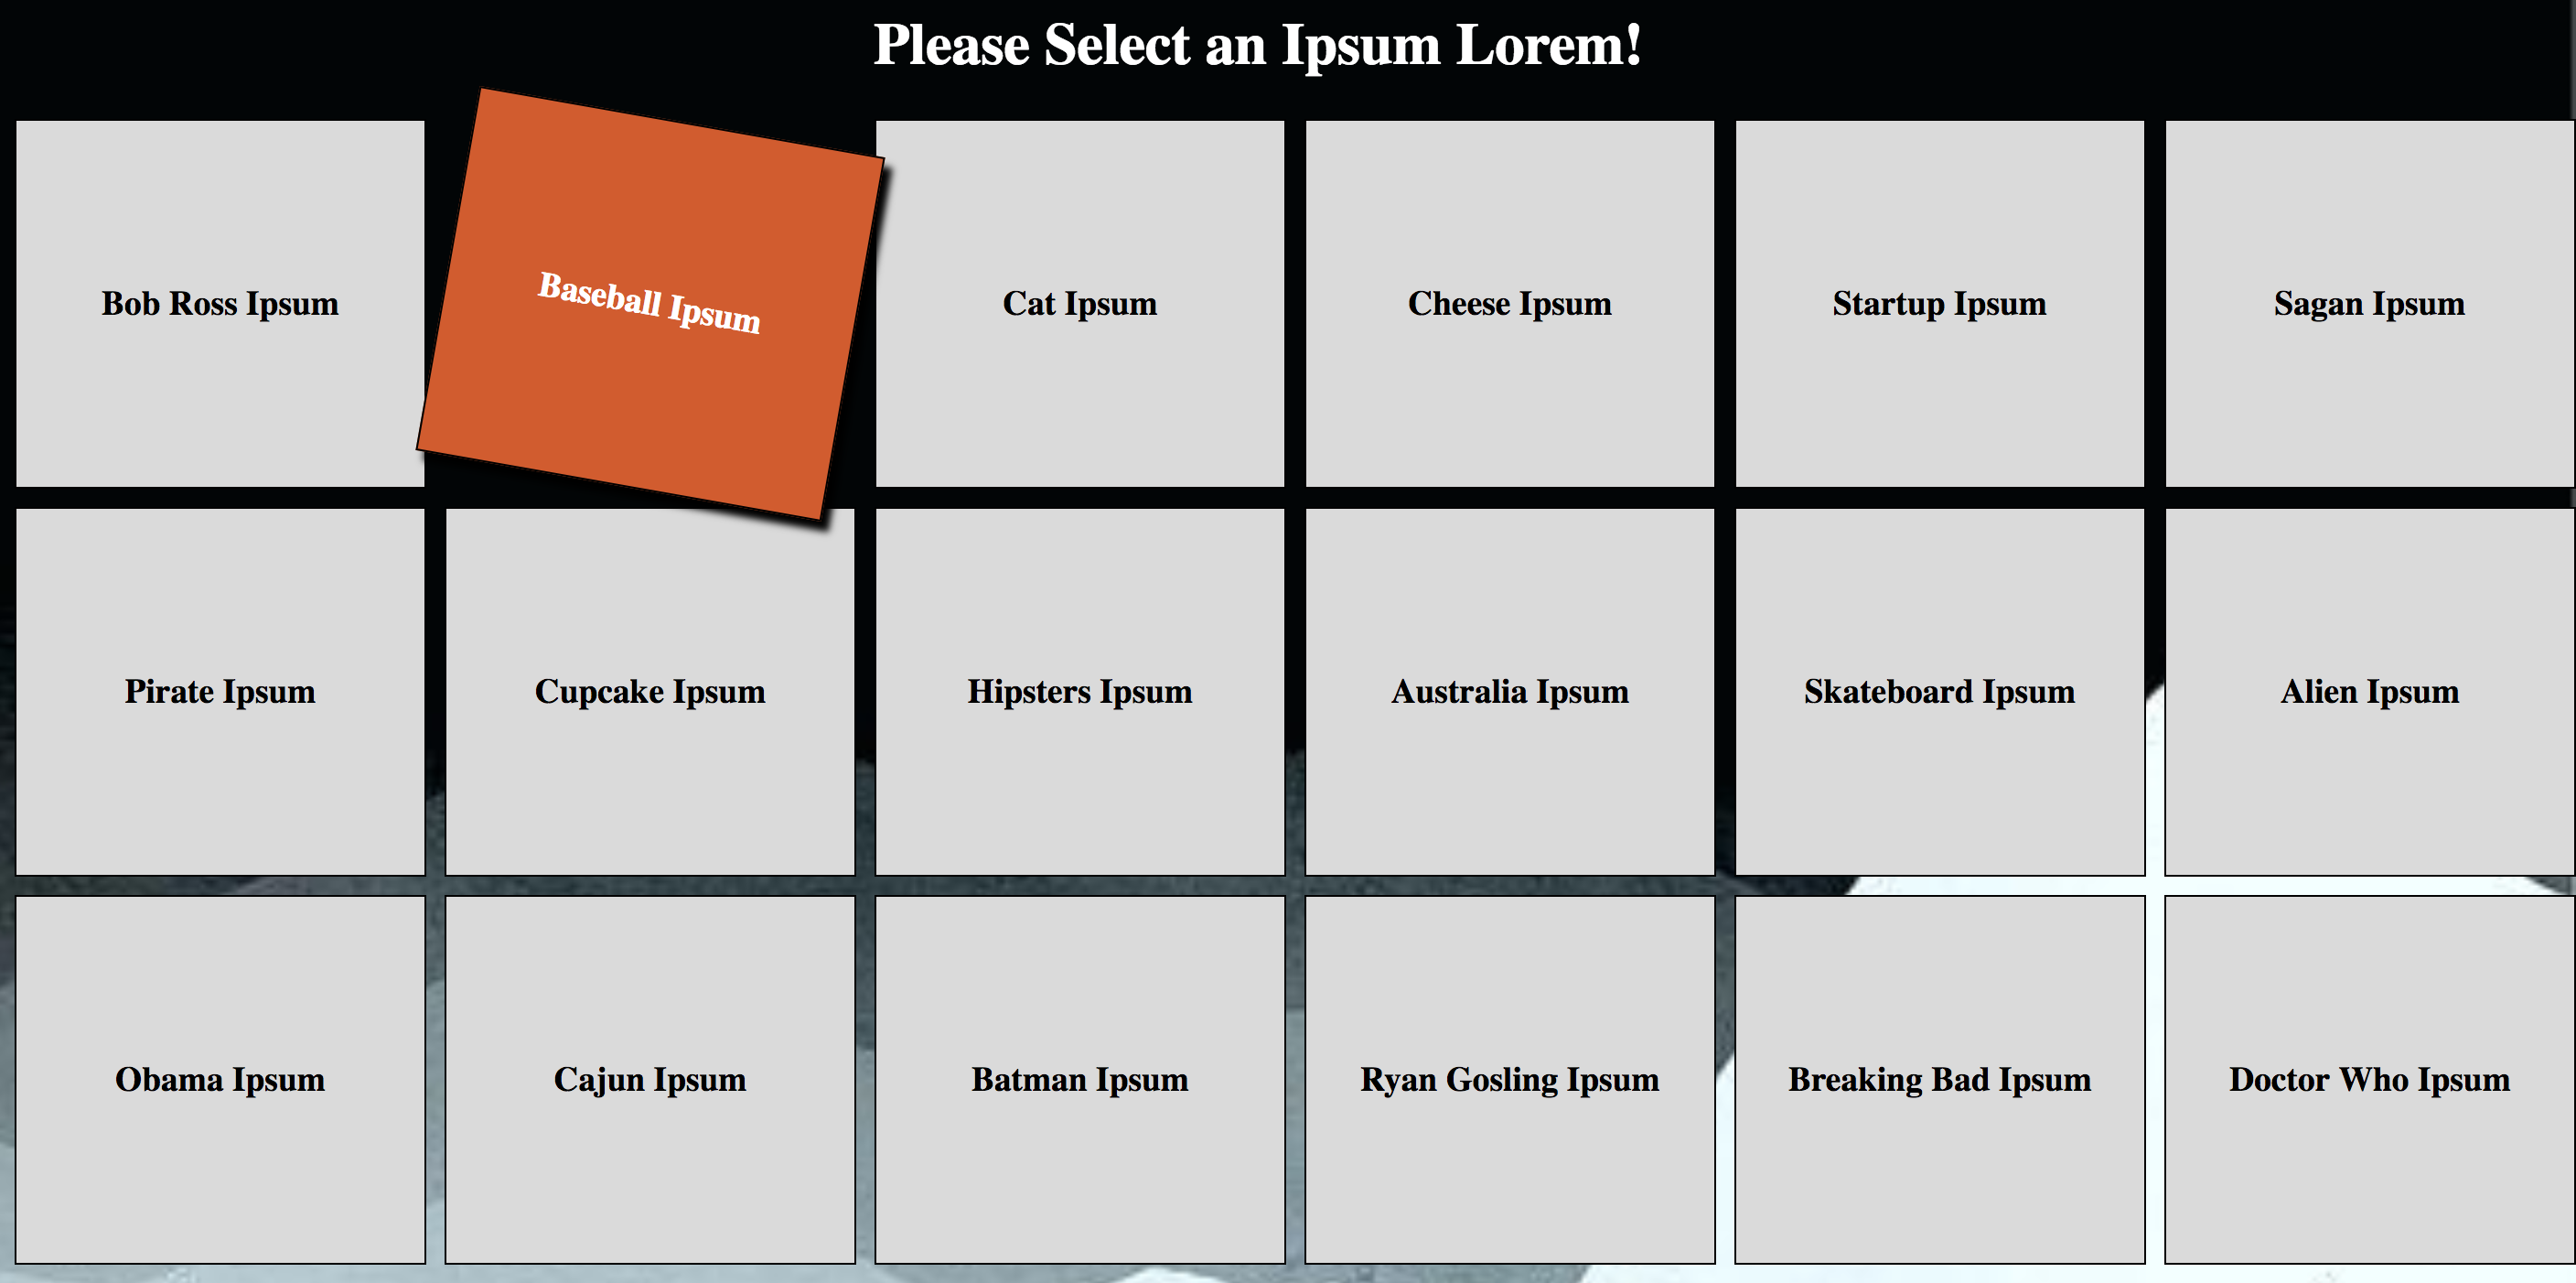 Please Select an Ipsum Lorem!
Bob Ross Ipsum
Baseball Ipsum
Cat Ipsum
Cheese Ipsum
Startup Ipsum
Sagan Ipsum
Pirate Ipsum
Cupcake Ipsum
Hipsters Ipsum
Australia Ipsum
Skateboard Ipsum
Alien Ipsum
Obama Ipsum
Cajun Ipsum
Batman Ipsum
Ryan Gosling Ipsum
Breaking Bad Ipsum
Doctor Who Ipsum